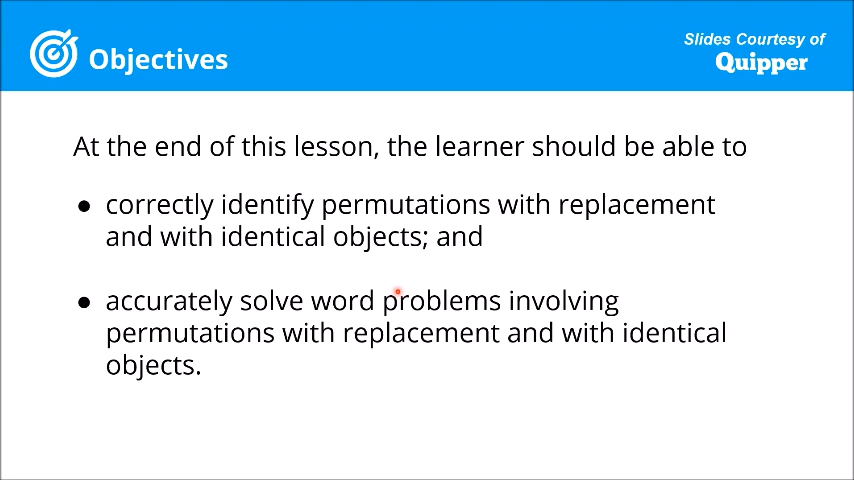 Objectives
Slides Courtesy of
Quipper
At the end of this lesson, the learner should be able to
● correctly identify permutations with replacement
and with identical objects; and
● accurately solve word problems involving
permutations with replacement and with identical
objects.